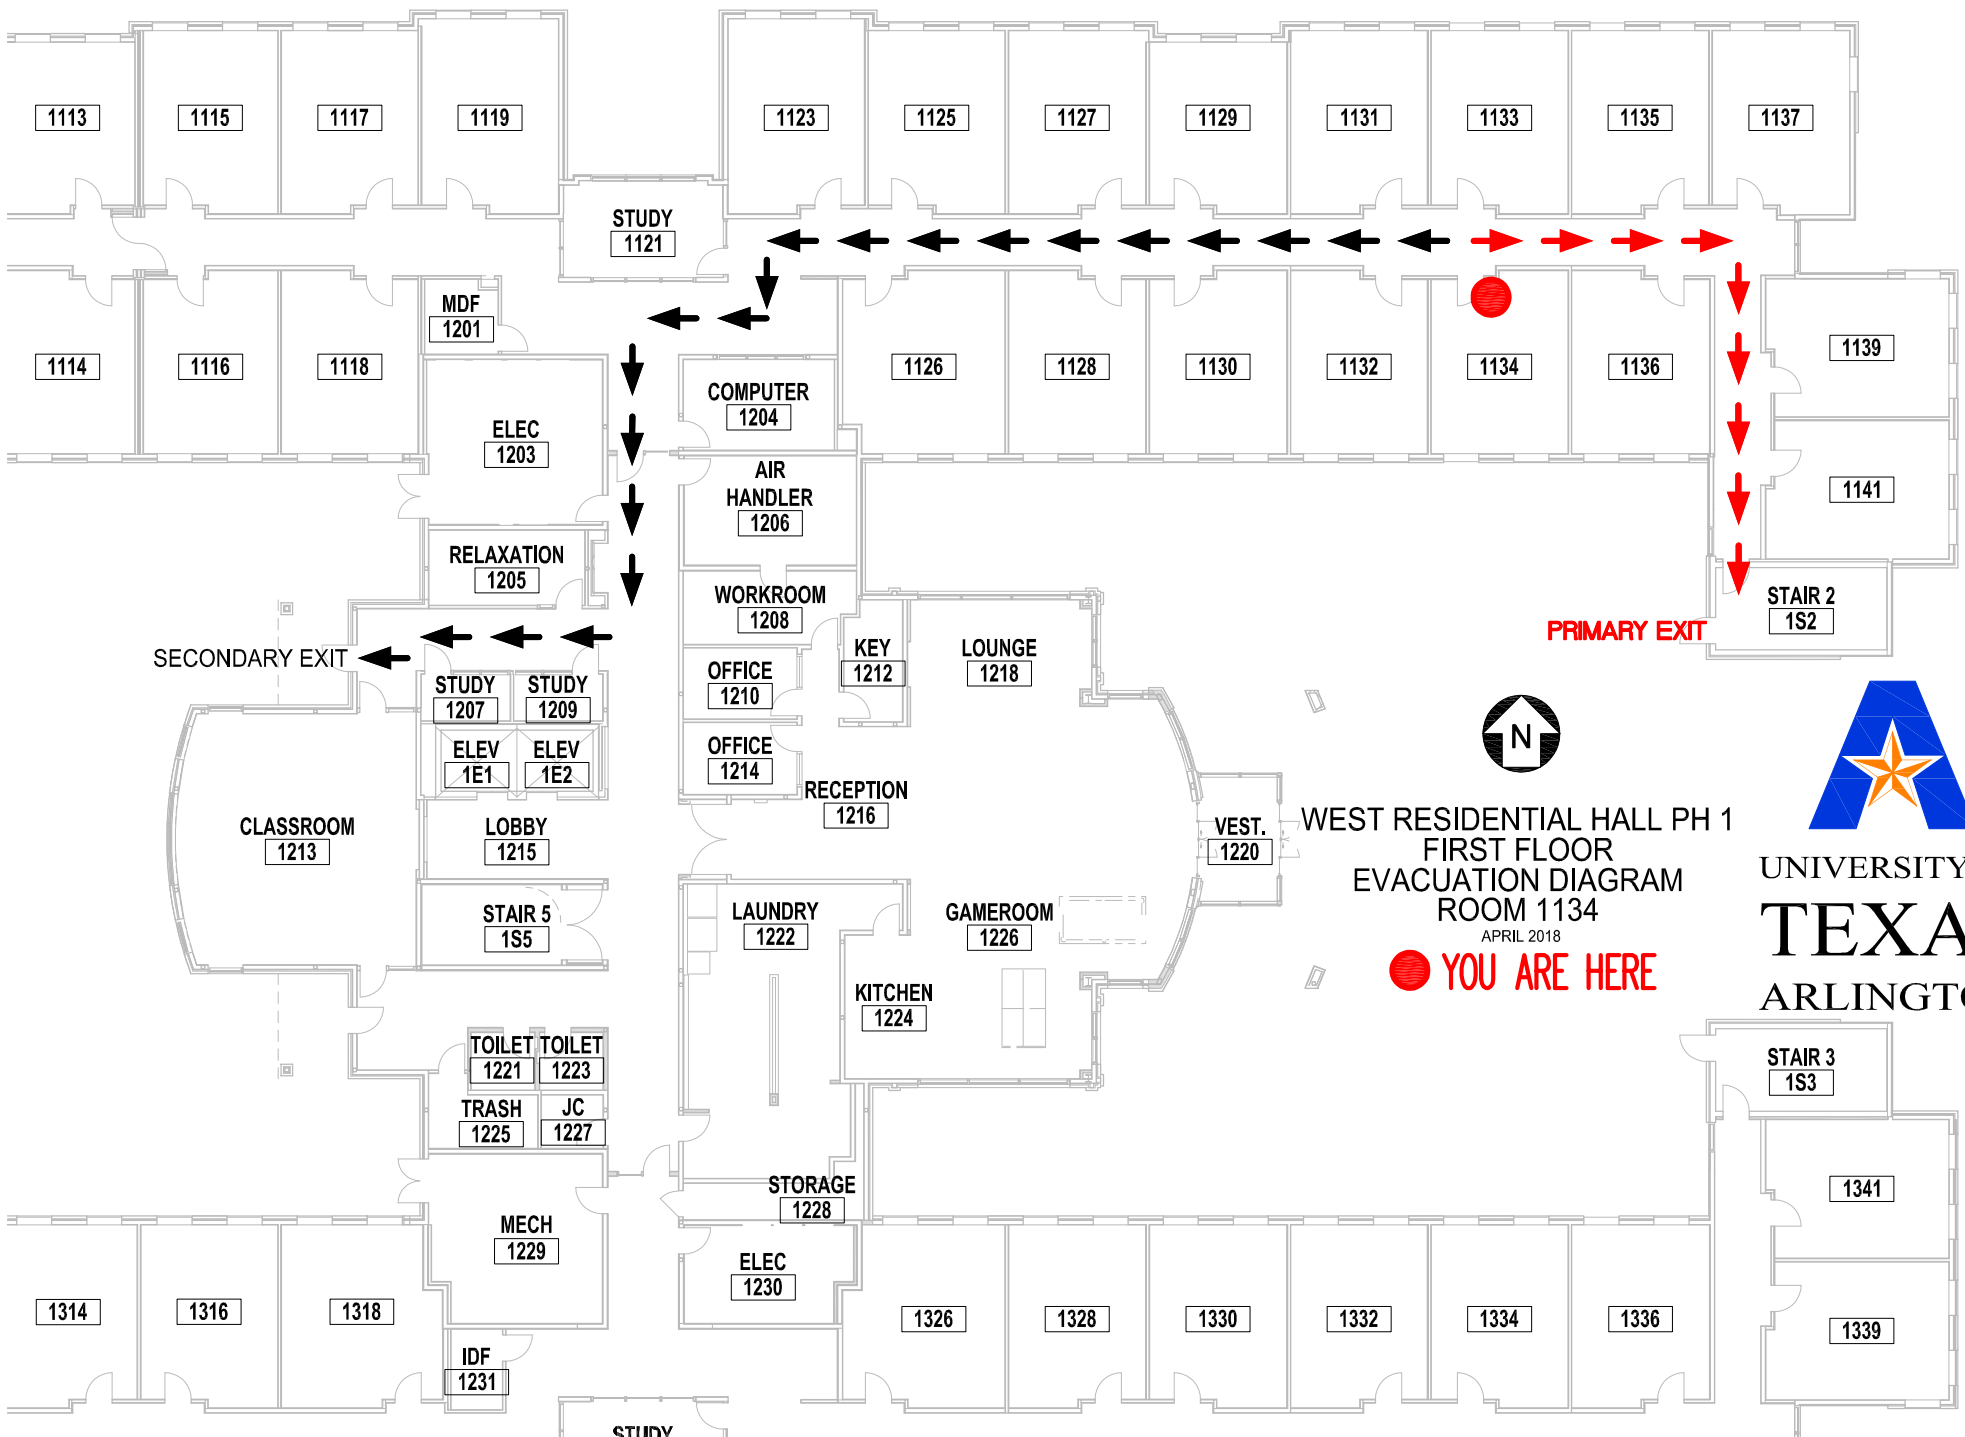 1113
1115
1117
1119
1123
1125
1127
1129
1131
1133
1135
1137
STUDY
1121
MDF
1201
1114
1116
1118
COMPUTER
1204
1126
1128
1130
1132
1134
1136
1139
ELEC
1203
AIR
HANDLER
1206
1141
RELAXATION
1205
WORKROOM
1208
STAIR 2
1S2
PRIMARY EXIT
SECONDARY EXIT
STUDY
1207
STUDY
1209
OFFICE
1210
KEY
1212
LOUNGE
1218
N
ELEV
1E1
ELEV
1E2
OFFICE
1214
RECEPTION
1216
CLASSROOM
1213
LOBBY
1215
VEST.
1220
WEST RESIDENTIAL HALL PH 1
FIRST FLOOR
EVACUATION DIAGRAM
ROOM 1134
APRIL 2018
YOU ARE HERE
UNIVERSITY
TEXA
ARLINGT
STAIR 5
1S5
LAUNDRY
1222
GAMEROOM
1226
KITCHEN
1224
TOILET
1221
TOILET
1223
STAIR 3
1S3
TRASH
1225
JC
1227
STORAGE
1228
1341
MECH
1229
ELEC
1230
1314
1316
1318
1326
1328
1330
1332
1334
1336
1339
IDF
1231
STUDY